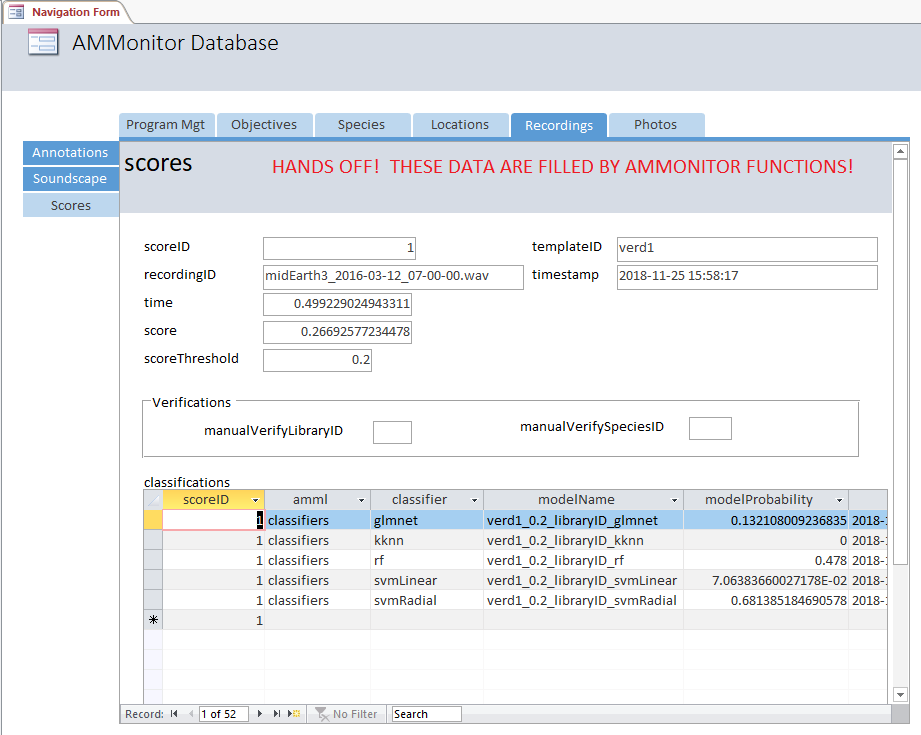 Navigation Form
AMMonitor Database
Program Mgt Objectives Species Locations Recordings Photos
Annotations
Soundscape
Scores
scores HANDS OFF! THESE DATA ARE FILLED BY AMMONITOR FUNCTIONS!
scoreID 1 templateID verd1
recordingID midEarth3_2016-03-12_07-00-00.wav timestamp 2018-11-25 15:58:17
time 0.499229024943311
score 0.26692577234478
scoreThreshold 0.2
Verifications
manualVerifyLibraryID manualVerifySpeciesID
classifications
scoreID amml classifier modelName modelProbability
1 classifiers glmnet verd1_0.2_libraryID_glmnet 0.132108009236835 2018-1
1 classifiers kknn verd1_0.2_libraryID_kknn 0 2018-1
1 classifiers rf verd1_0.2_libraryID_rf 0.478 2018-1
1 classifiers svmLinear verd1_0.2_libraryID_svmLinear 7.06383660027178E-02 2018-1
1 classifiers svmRadial verd1_0.2_libraryID_svmRadial 0.681385184690578 2018-1
* 1
Record: 1 of 52 No Filter Search